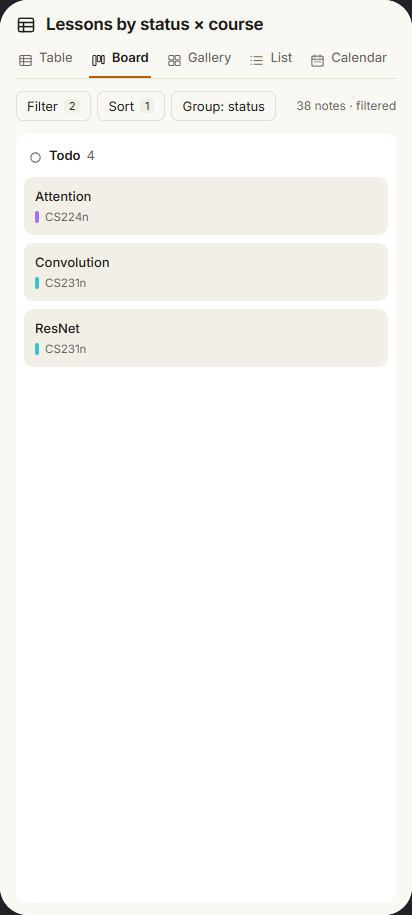 Lessons by status × course
Table Board Gallery List Calendar
Filter 2 Sort 1 Group: status 38 notes · filtered
Todo 4
Attention
CS224n
Convolution
CS231n
ResNet
CS231n